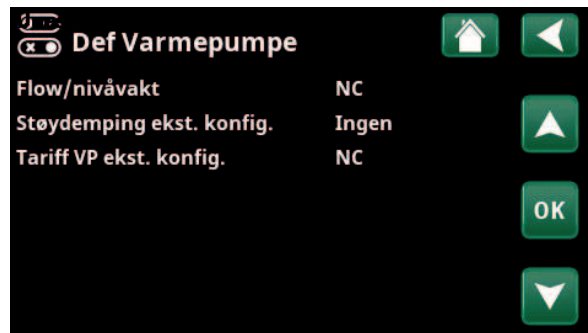 Def Varmepumpe
Flow/nivåvakt NC
Støydemping ekst. konfig. Ingen
Tariff VP ekst. konfig. NC
OK